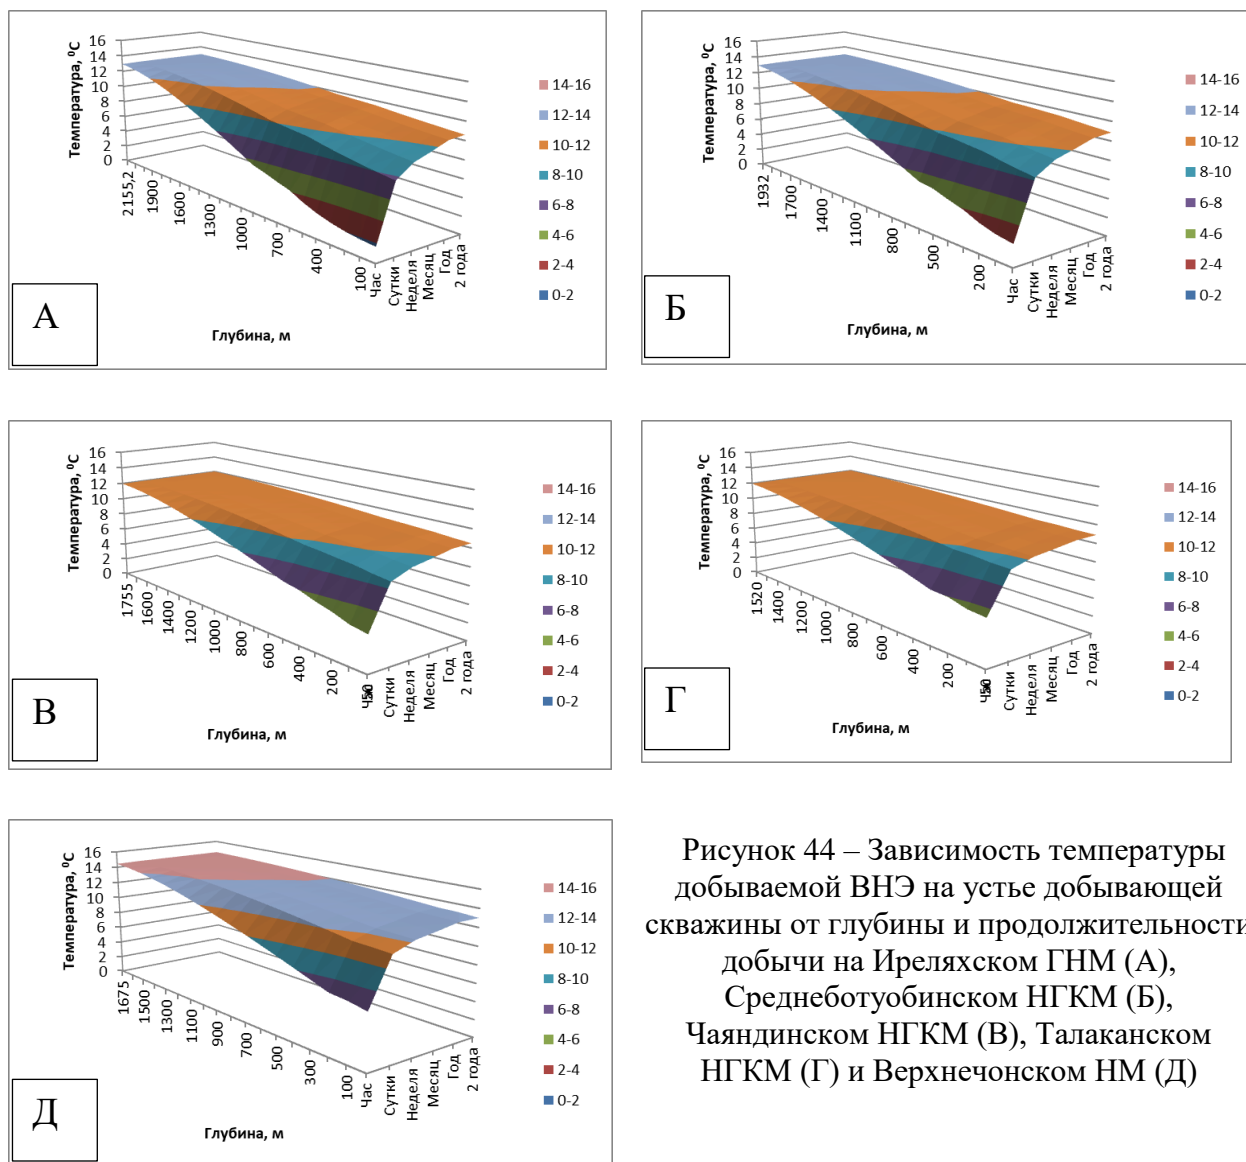 16
14
12
10
8
6
4
2
0
Температура, ⁰С
2155,2
1900
1600
1300
1000
700
400
100
Час
Сутки
Неделя
Месяц
Год
2 года
Глубина, м
14-16
12-14
10-12
8-10
6-8
4-6
2-4
0-2
А
16
14
12
10
8
6
4
2
0
Температура, ⁰С
1932
1700
1400
1100
800
500
200
Час
Сутки
Неделя
Месяц
Год
2 года
Глубина, м
14-16
12-14
10-12
8-10
6-8
4-6
2-4
0-2
Б
16
14
12
10
8
6
4
2
0
Температура, ⁰С
1755
1600
1400
1200
1000
800
600
400
200
50
Час
Сутки
Неделя
Месяц
Год
2 года
Глубина, м
14-16
12-14
10-12
8-10
6-8
4-6
2-4
0-2
В
16
14
12
10
8
6
4
2
0
Температура, ⁰С
1520
1400
1200
1000
800
600
400
200
50
Час
Сутки
Неделя
Месяц
Год
2 года
Глубина, м
14-16
12-14
10-12
8-10
6-8
4-6
2-4
0-2
Г
16
14
12
10
8
6
4
2
0
Температура, ⁰С
1675
1500
1300
1100
900
700
500
300
100
Час
Сутки
Неделя
Месяц
Год
2 года
Глубина, м
14-16
12-14
10-12
8-10
6-8
4-6
2-4
0-2
Д
Рисунок 44 – Зависимость температуры
добываемой ВНЭ на устье добывающей
скважины от глубины и продолжительности
добычи на Иреляхском ГНМ (А),
Среднеботуобинском НГКМ (Б),
Чаяндинском НГКМ (В), Талаканском
НГКМ (Г) и Верхнечонском НМ (Д)